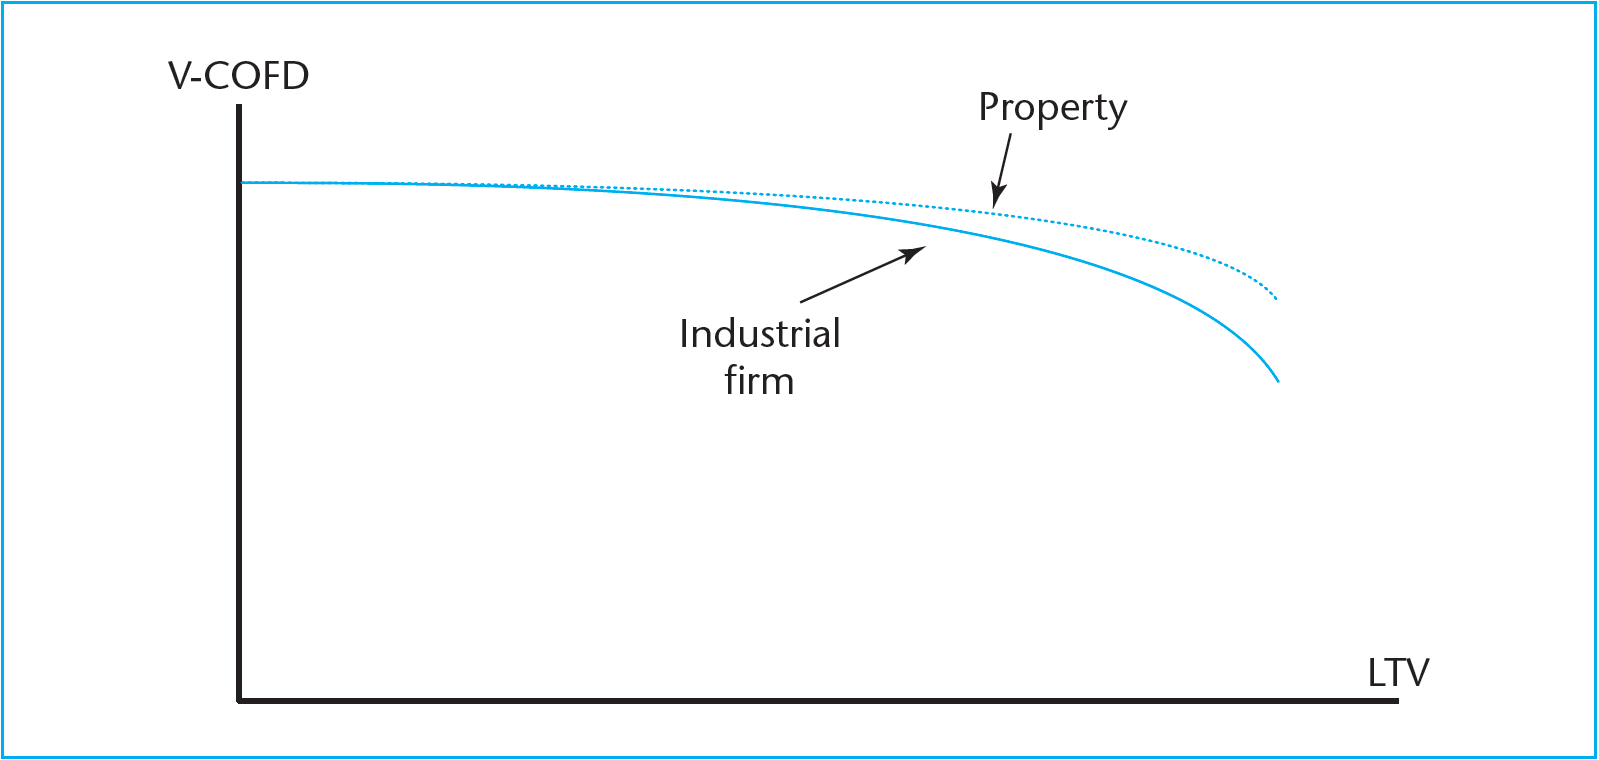 V-COFD
Property
Industrial
firm
LTV